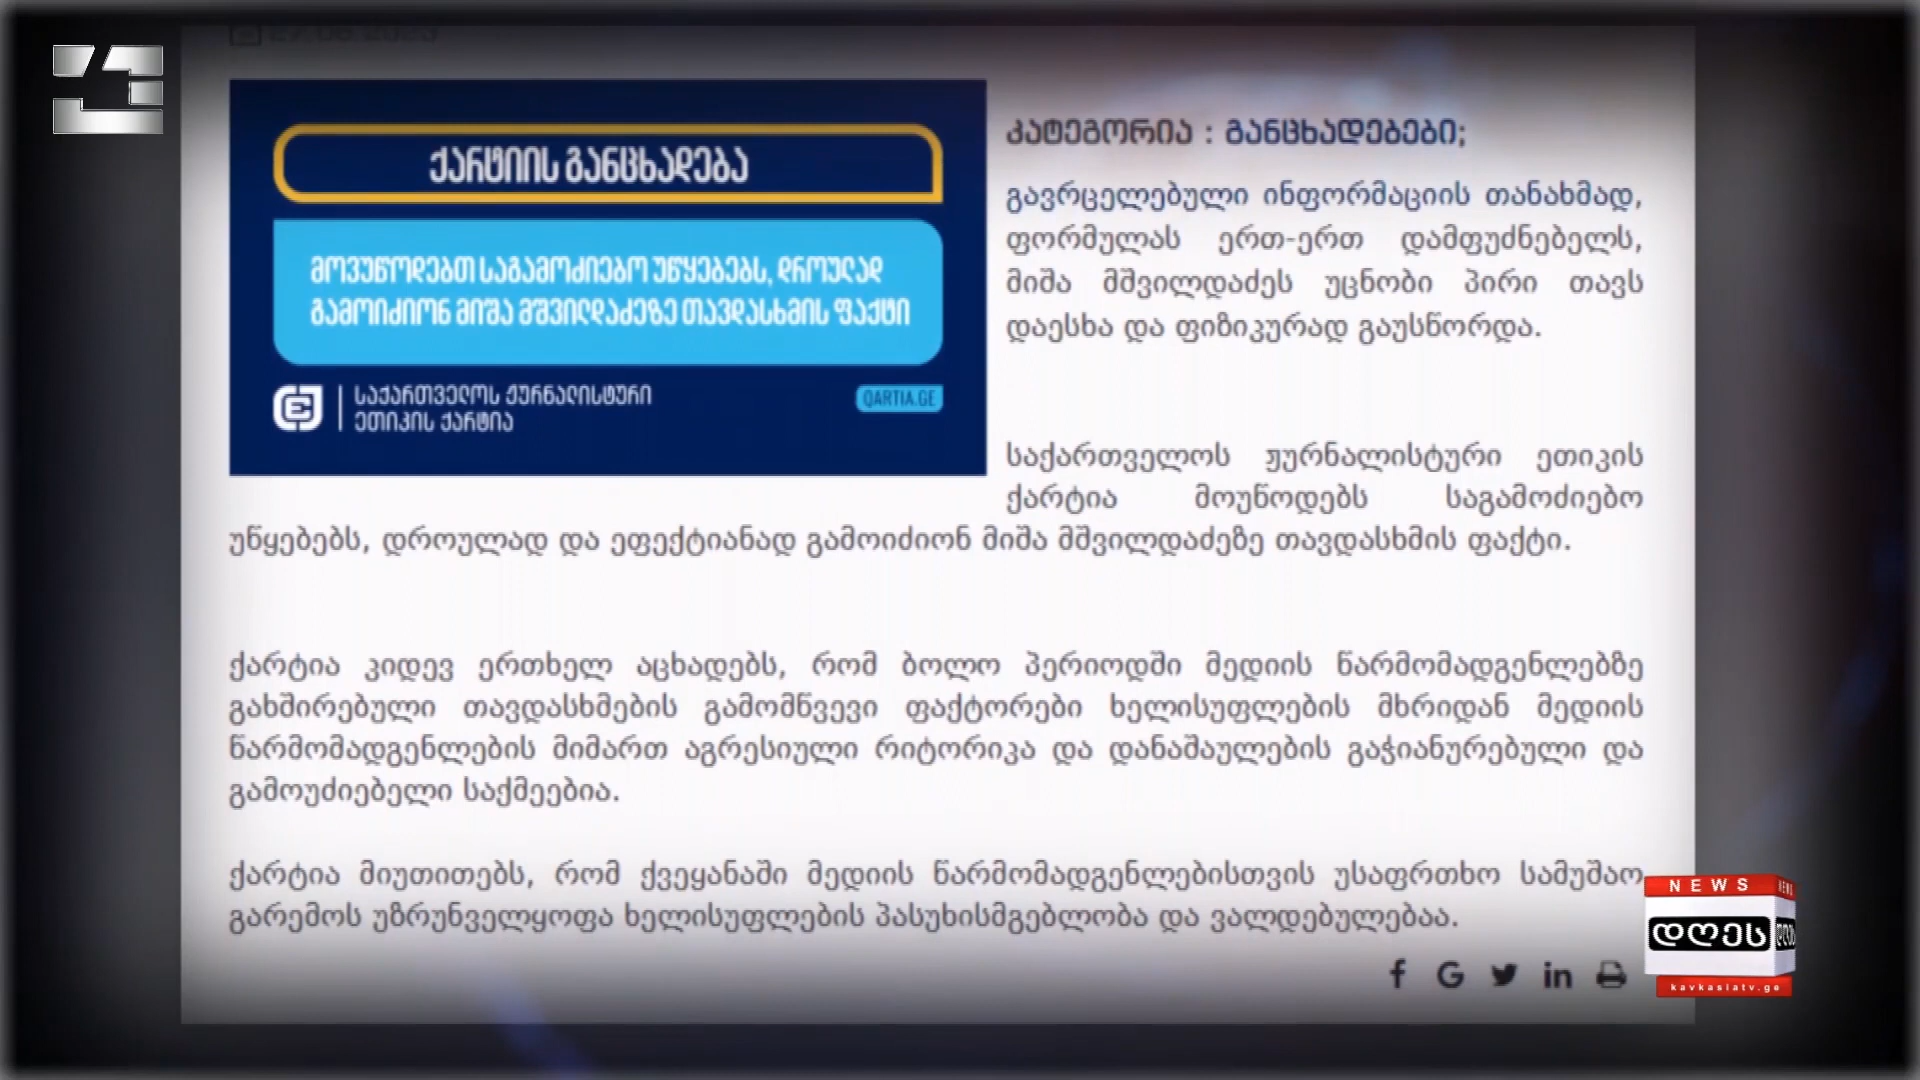 ქარტიის განცხადება
მოვუწოდებთ საგამოძიებო უწყებებს, დროულად
გამოიძიონ მიშა მშვილდაძეზე თავდასხმის ფაქტი
საქართველოს ჟურნალისტური
ეთიკის ქარტია
QARTIA.GE
კატეგორია : განცხადებები;
გავრცელებული ინფორმაციის თანახმად,
ფორმულას ერთ-ერთ დამფუძნებელს,
მიშა მშვილდაძეს უცნობი პირი თავს
დაესხა და ფიზიკურად გაუსწორდა.
საქართველოს ჟურნალისტური ეთიკის
ქარტია მოუწოდებს საგამოძიებო
უწყებებს, დროულად და ეფექტიანად გამოიძიონ მიშა მშვილდაძეზე თავდასხმის ფაქტი.
ქარტია კიდევ ერთხელ აცხადებს, რომ ბოლო პერიოდში მედიის წარმომადგენლებზე
გახშირებული თავდასხმების გამომწვევი ფაქტორები ხელისუფლების მხრიდან მედიის
წარმომადგენლების მიმართ აგრესიული რიტორიკა და დანაშაულების გაჭიანურებული და
გამოუძიებელი საქმეებია.
ქარტია მიუთითებს, რომ ქვეყანაში მედიის წარმომადგენლებისთვის უსაფრთხო სამუშაო
გარემოს უზრუნველყოფა ხელისუფლების პასუხისმგებლობა და ვალდებულებაა.
NEWS NEWS
დღეს დღეს
kavkasiatv.ge